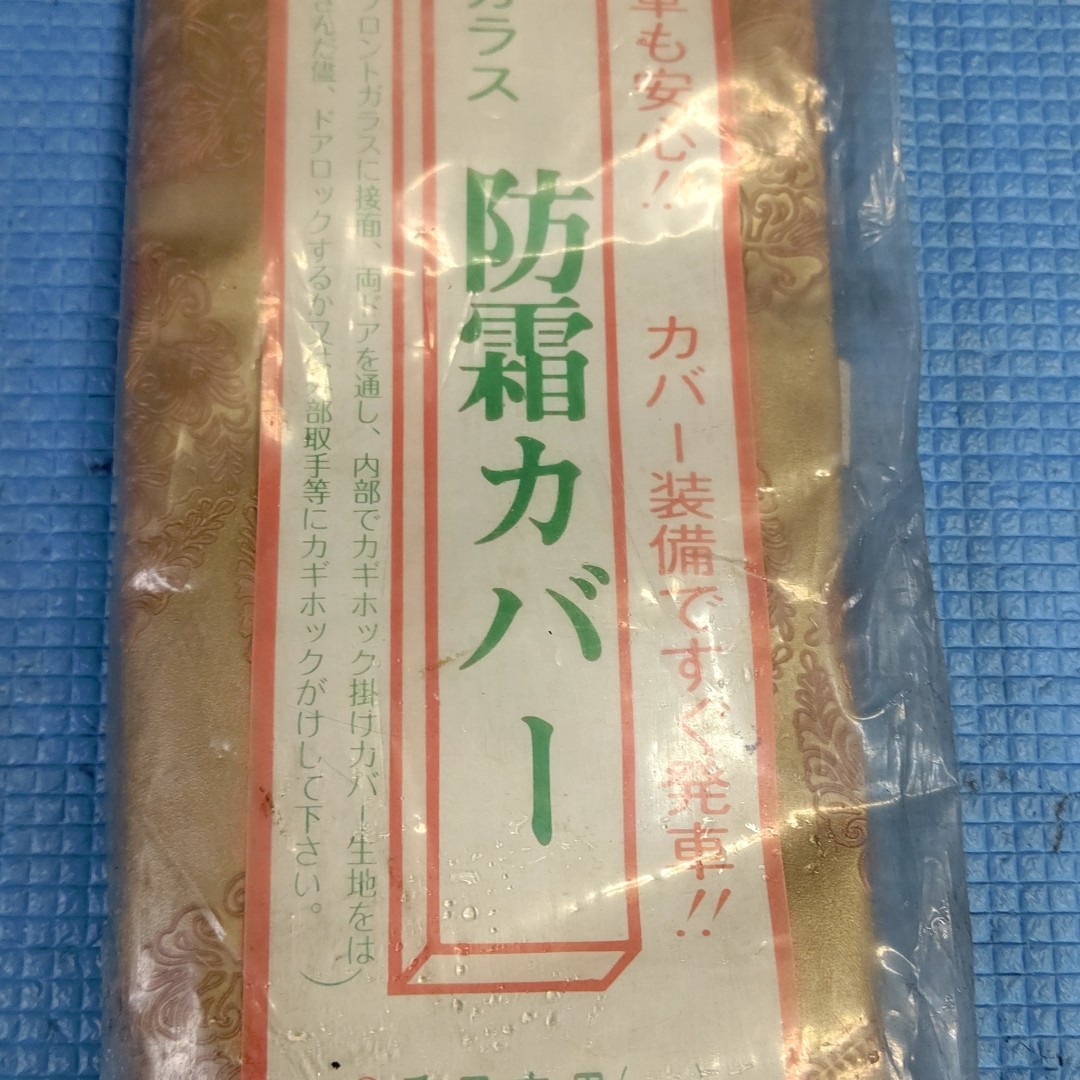 車も安心!! カバー装備ですぐ発車!!
ガラス 防霜カバー
フロントガラスに接面、両ドアを通し、内部でカギホック掛けカバー生地をは
さんだ儘、ドアロックするか又は、内部取手等にカギホックがけして下さい。)